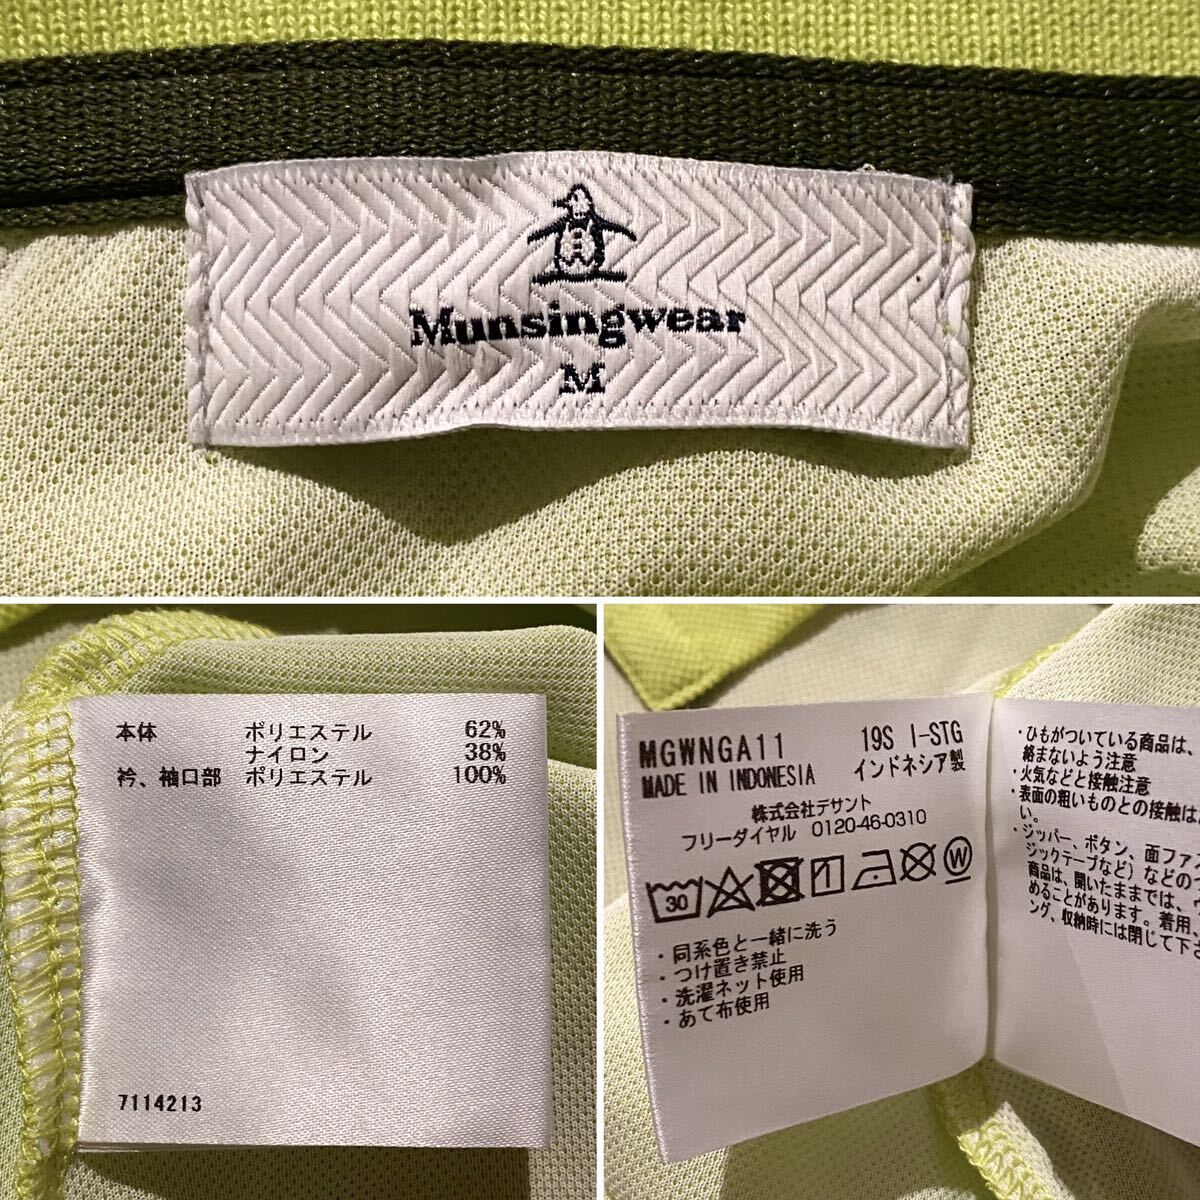 Munsingwear
M
本体 ポリエステル 62%
ナイロン 38%
衿、袖口部 ポリエステル 100%
7114213
MGWNGA11 19S I-STG
MADE IN INDONESIA インドネシア製
株式会社デサント
フリーダイヤル 0120-46-0310
30
W
・同系色と一緒に洗う
・つけ置き禁止
・洗濯ネット使用
・あて布使用
・ひもがついている商品は、
絡まないよう注意
・火気などと接触注意
・表面の粗いものとの接触は
い。
・ジッパー、ボタン、面ファス
ジックテープなど）などのつ
商品は、開いたままでは、
めることがあります。着用、
ング、収納時には閉じて下さ